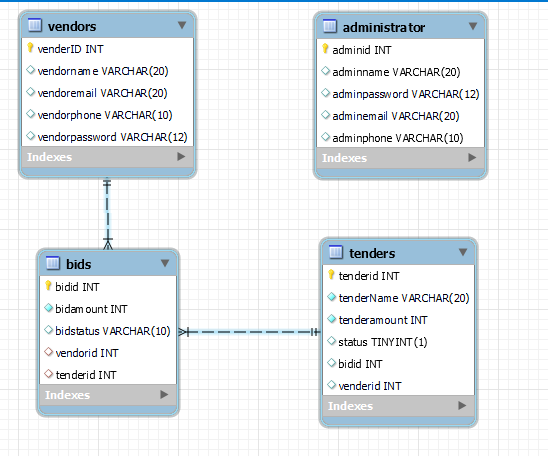 vendors
venderID INT
vendorname VARCHAR(20)
vendoremail VARCHAR(20)
vendorphone VARCHAR(10)
vendorpassword VARCHAR(12)
Indexes
administrator
adminid INT
adminname VARCHAR(20)
adminpassword VARCHAR(12)
adminemail VARCHAR(20)
adminphone VARCHAR(10)
Indexes
bids
bidid INT
bidamount INT
bidstatus VARCHAR(10)
vendorid INT
tenderid INT
Indexes
tenders
tenderid INT
tenderName VARCHAR(20)
tenderamount INT
status TINYINT(1)
bidid INT
venderid INT
Indexes